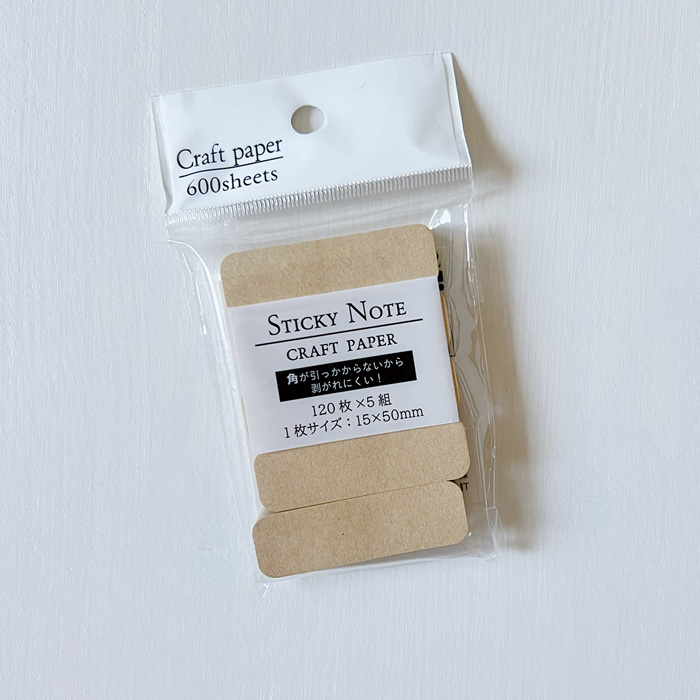 Craft paper
600sheets
STICKY NOTE
CRAFT PAPER
角が引っかからないから
剥がれにくい！
120枚×5組
1枚サイズ：15×50mm